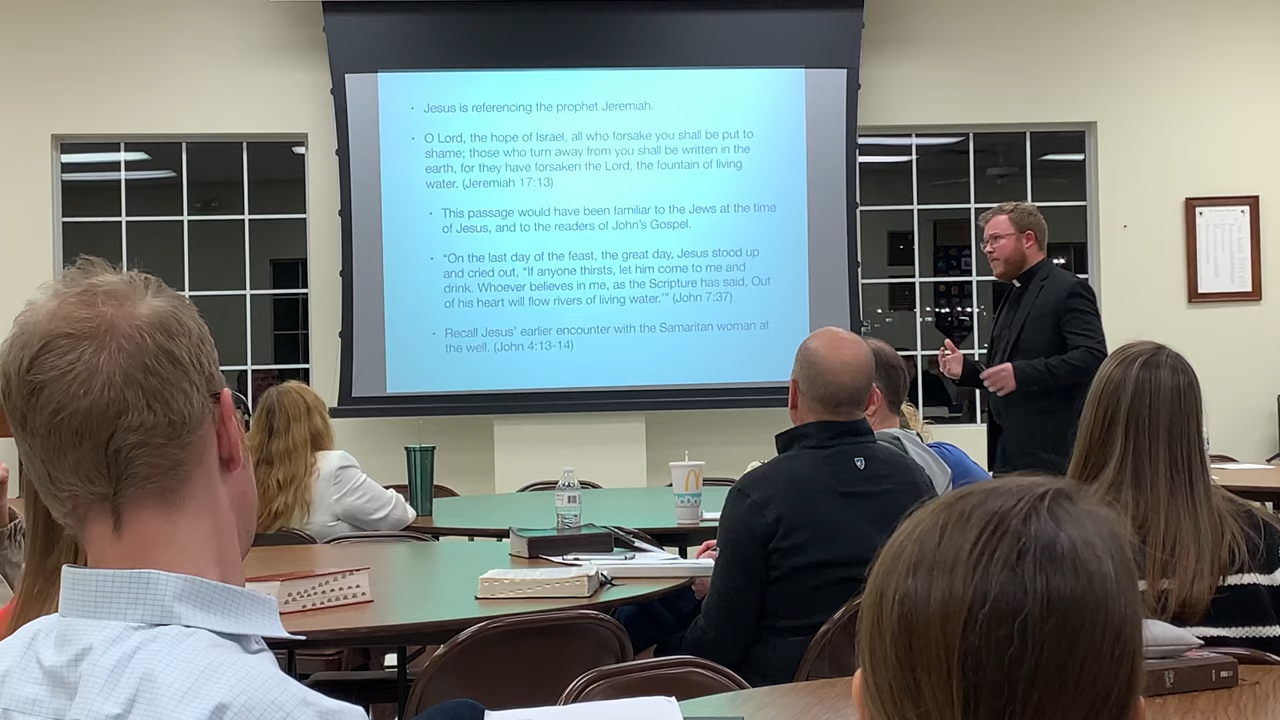 • Jesus is referencing the prophet Jeremiah.
• O Lord, the hope of Israel, all who forsake you shall be put to
shame; those who turn away from you shall be written in the
earth, for they have forsaken the Lord, the fountain of living
water. (Jeremiah 17:13)
• This passage would have been familiar to the Jews at the time
of Jesus, and to the readers of John's Gospel.
• “On the last day of the feast, the great day, Jesus stood up
and cried out, “If anyone thirsts, let him come to me and
drink. Whoever believes in me, as the Scripture has said, Out
of his heart will flow rivers of living water.’” (John 7:37)
• Recall Jesus’ earlier encounter with the Samaritan woman at
the well. (John 4:13-14)